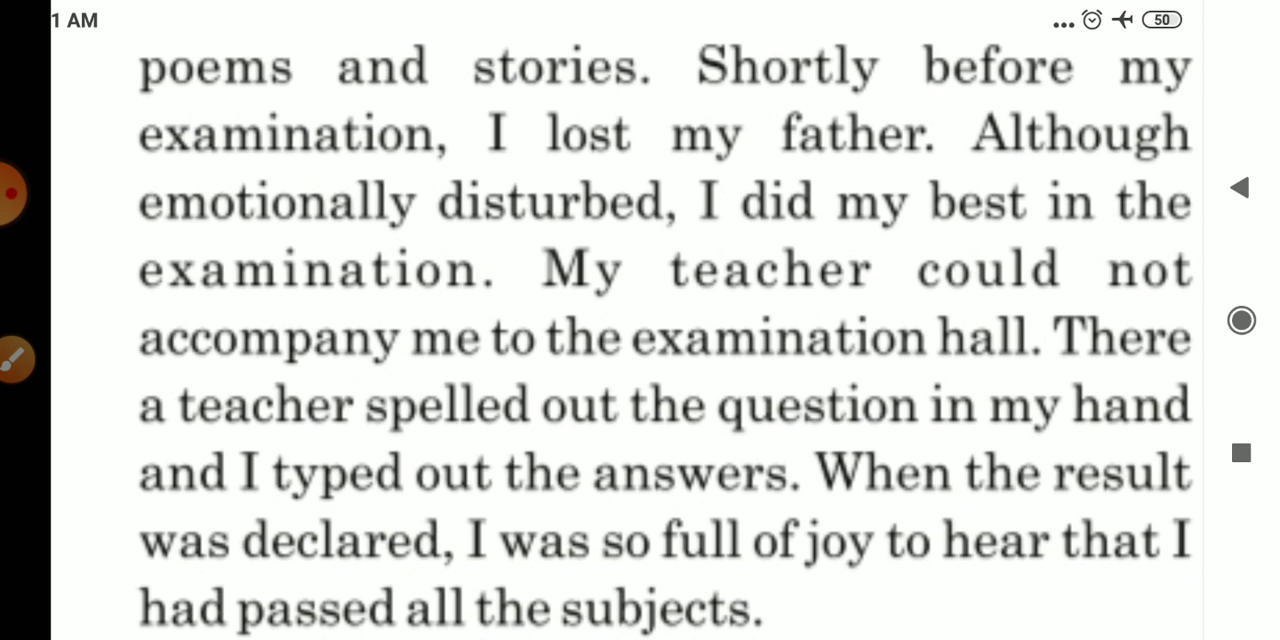 1 AM
50
poems and stories. Shortly before my
examination, I lost my father. Although
emotionally disturbed, I did my best in the
examination. My teacher could not
accompany me to the examination hall. There
a teacher spelled out the question in my hand
and I typed out the answers. When the result
was declared, I was so full of joy to hear that I
had passed all the subjects.